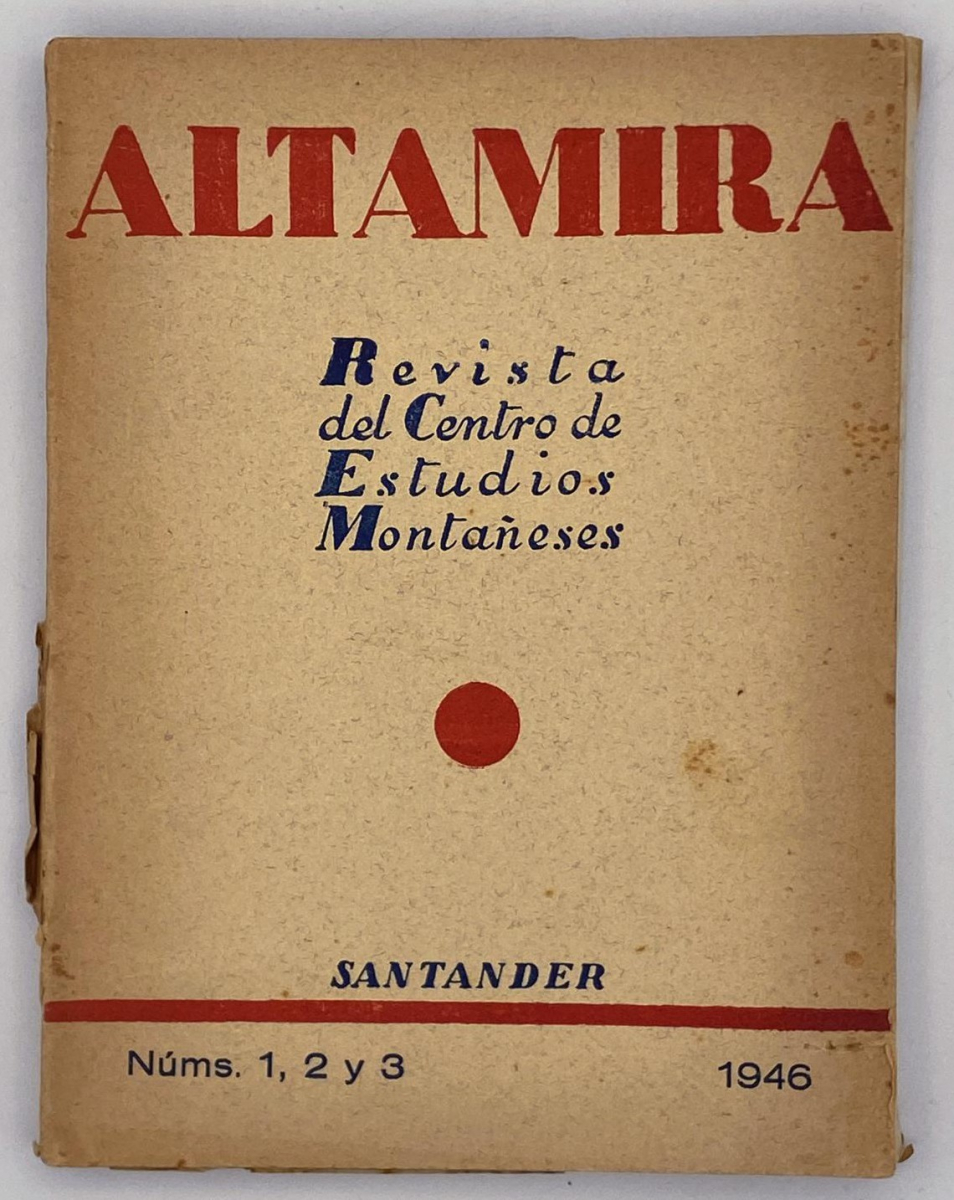 ALTAMIRA
Revista
del Centro de
Estudios
Montañeses
SANTANDER
Núms. 1, 2 y 3
1946